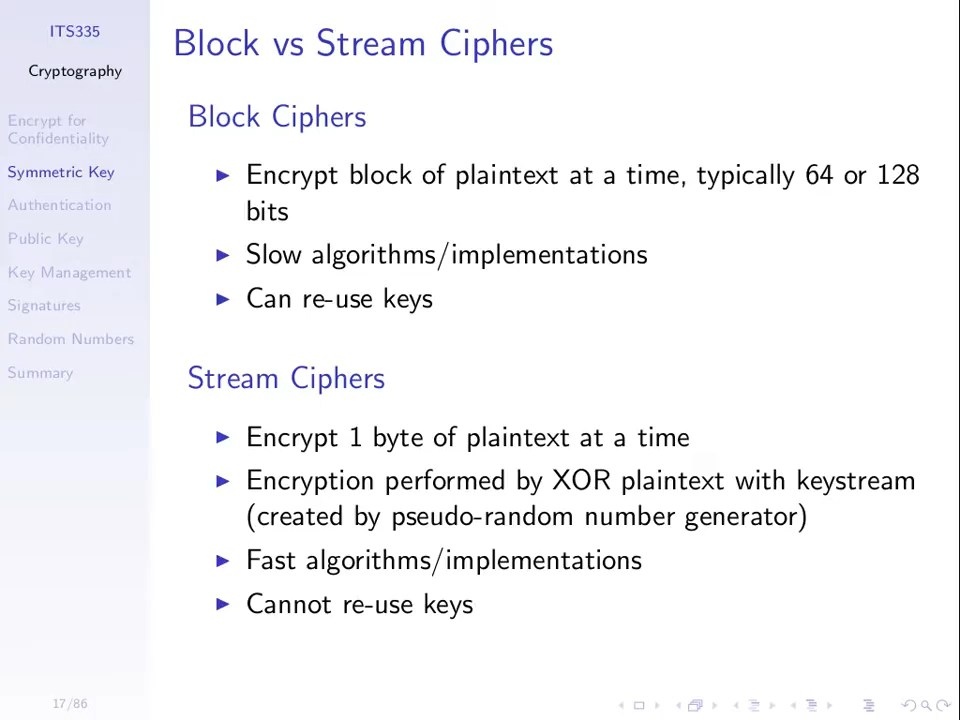 ITS335
Cryptography
Encrypt for
Confidentiality
Symmetric Key
Authentication
Public Key
Key Management
Signatures
Random Numbers
Summary
17/86
Block vs Stream Ciphers
Block Ciphers
Encrypt block of plaintext at a time, typically 64 or 128
bits
Slow algorithms/implementations
Can re-use keys
Stream Ciphers
Encrypt 1 byte of plaintext at a time
Encryption performed by XOR plaintext with keystream
(created by pseudo-random number generator)
Fast algorithms/implementations
Cannot re-use keys